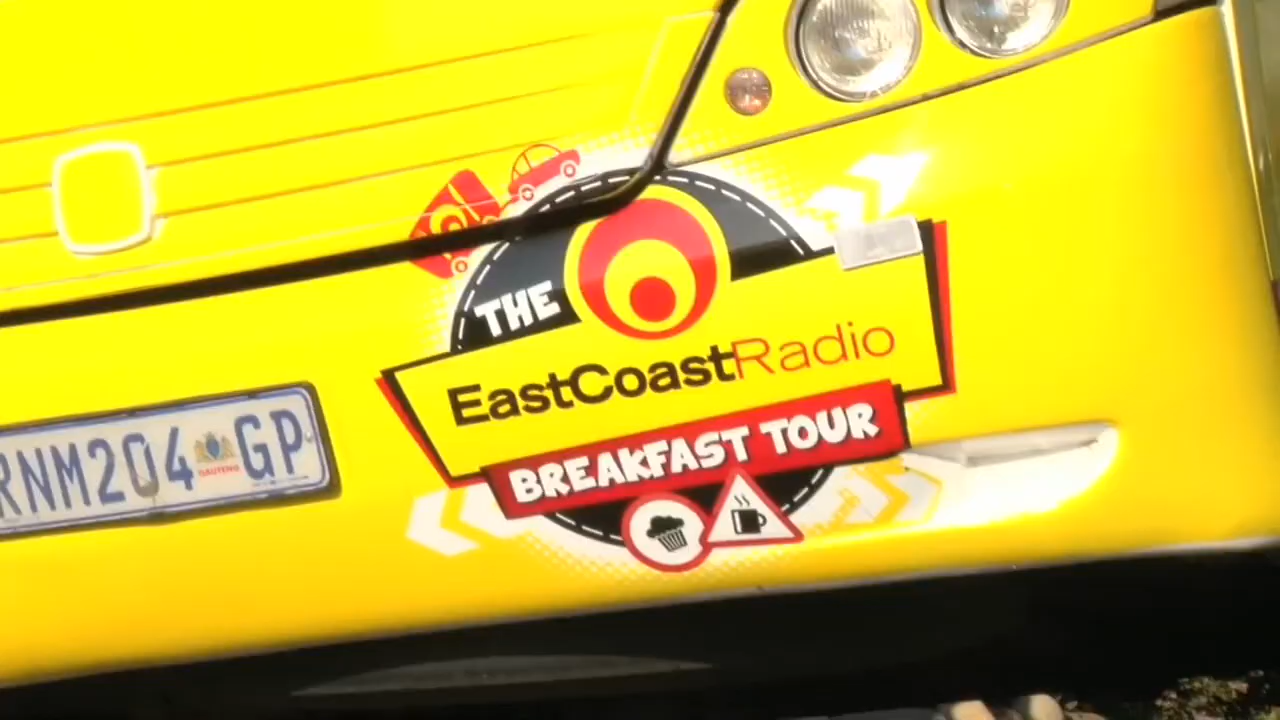 THE
EastCoastRadio
BREAKFAST TOUR
RNM204 GP
GAUTENG